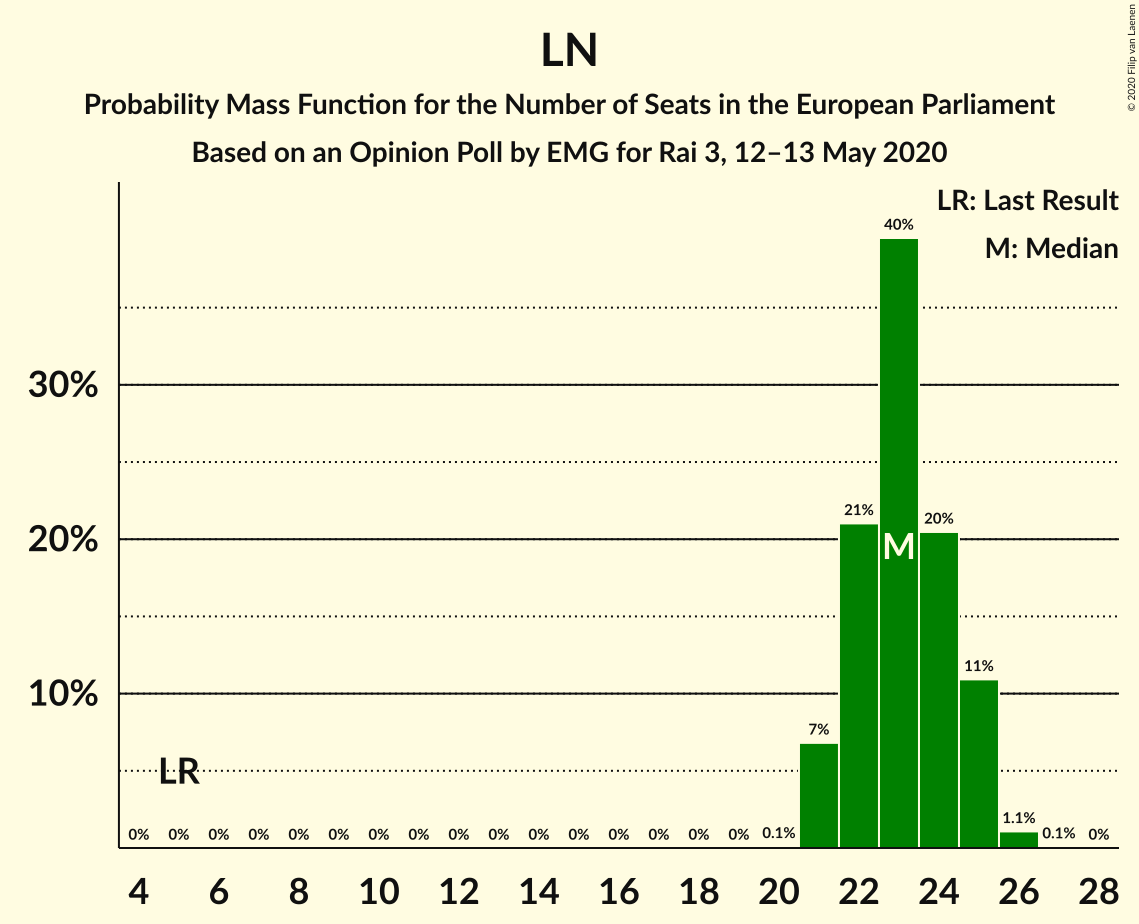 LN
Probability Mass Function for the Number of Seats in the European Parliament
Based on an Opinion Poll by EMG for Rai 3, 12–13 May 2020
© 2020 Filip van Laenen
LR: Last Result
M: Median
40%
30%
21%
20%
20%
M
11%
10%
7%
LR
0% 0% 0% 0% 0% 0% 0% 0% 0% 0% 0% 0% 0% 0% 0% 0% 0.1% 1.1% 0.1% 0%
4 6 8 10 12 14 16 18 20 22 24 26 28